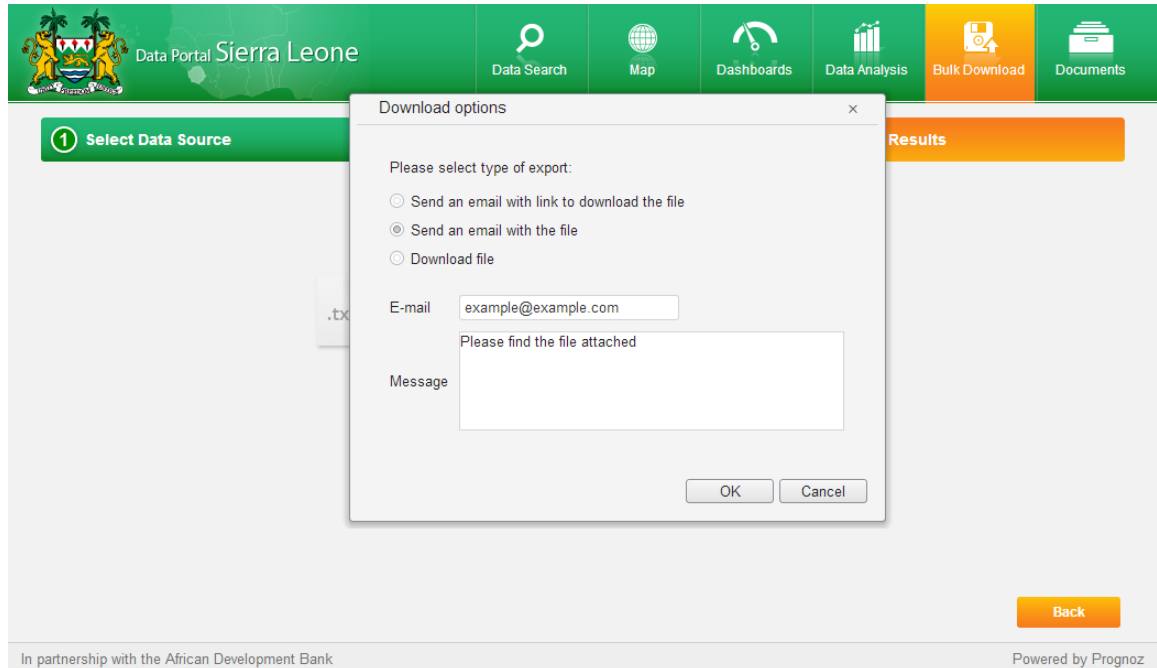 Data Portal Sierra Leone
Data Search
Map
Dashboards
Data Analysis
Bulk Download
Documents
1 Select Data Source
Results
Download options
×
Please select type of export:
Send an email with link to download the file
Send an email with the file
Download file
.tx
E-mail
example@example.com
Please find the file attached
Message
OK
Cancel
Back
In partnership with the African Development Bank
Powered by Prognoz